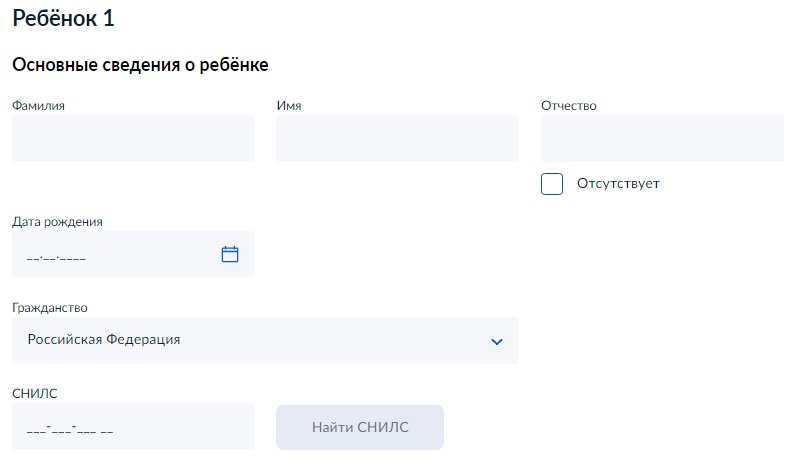 Ребёнок 1
Основные сведения о ребёнке
Фамилия Имя Отчество
Отсутствует
Дата рождения
__.__.____
Гражданство
Российская Федерация
СНИЛС
___-___-___ __ Найти СНИЛС